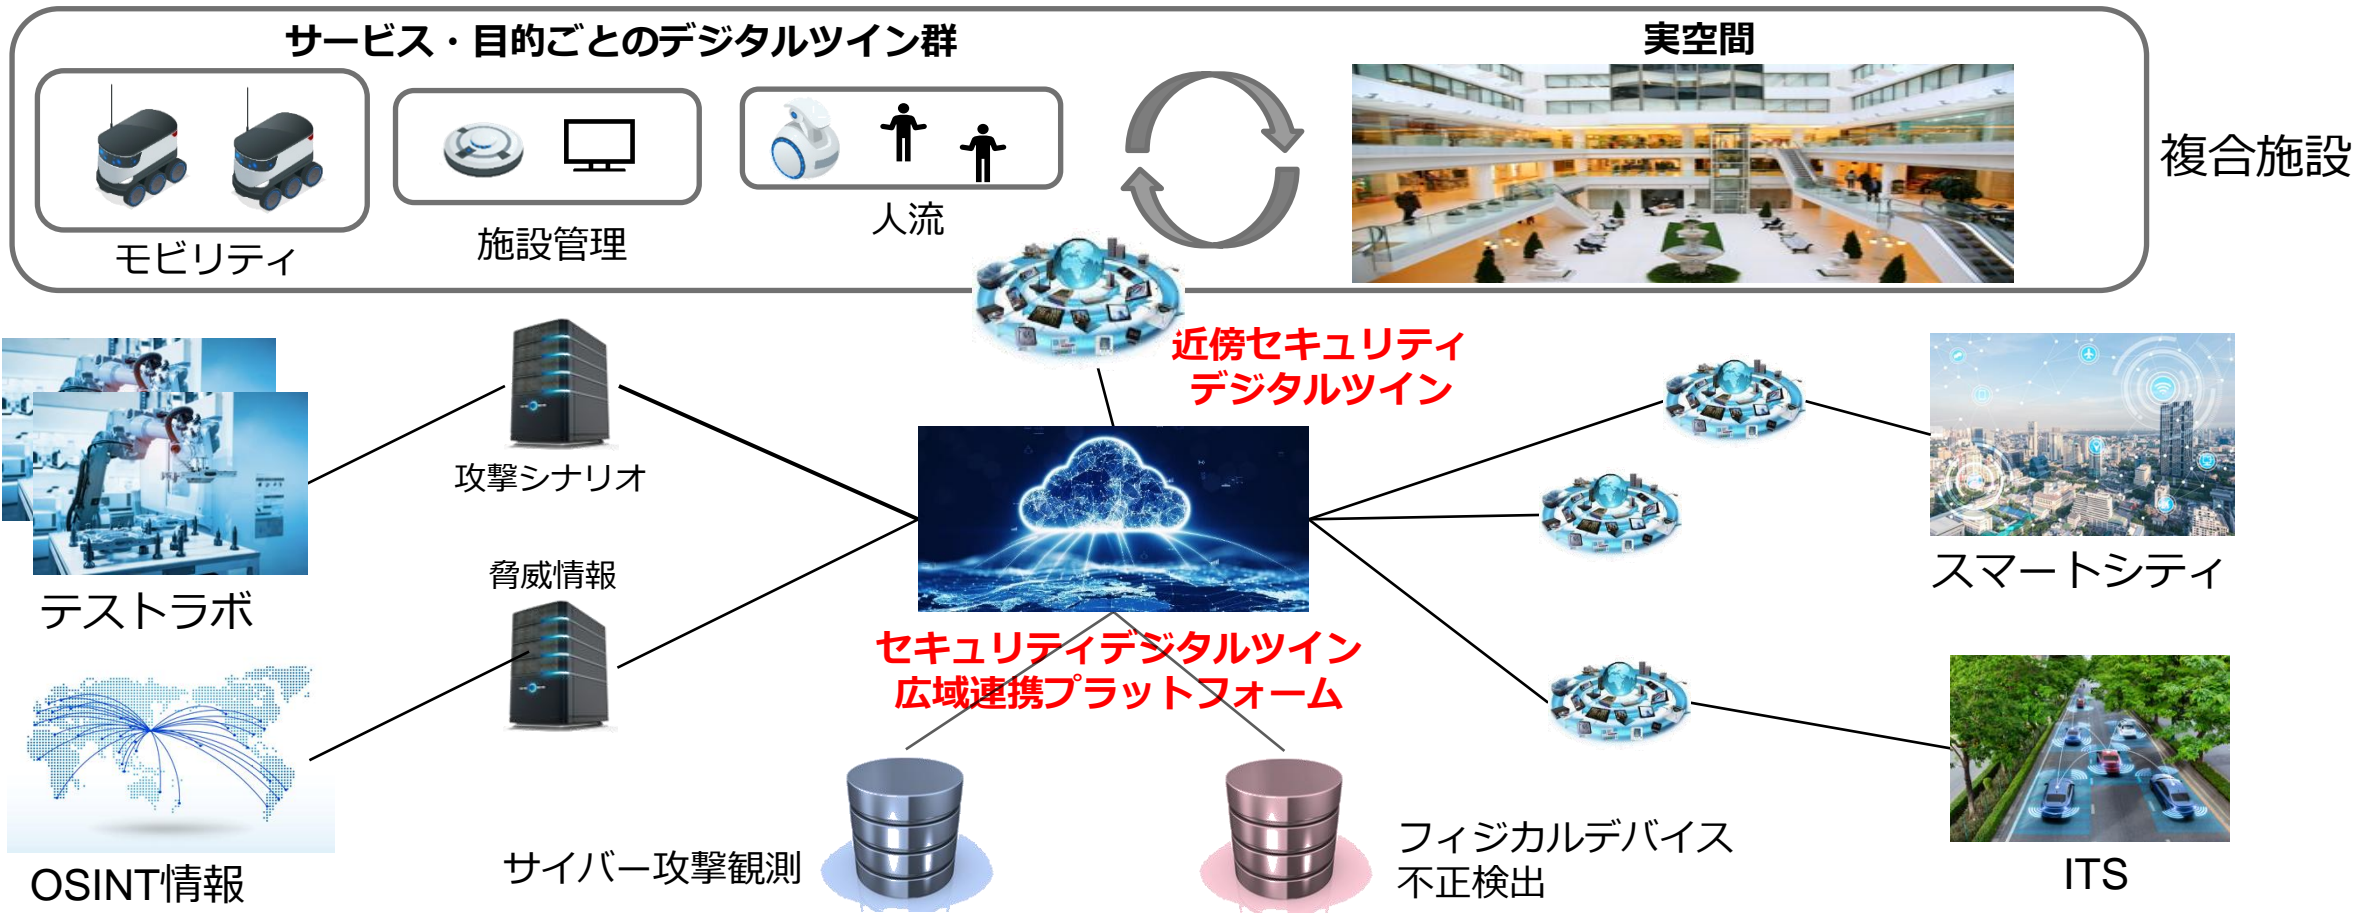 サービス・目的ごとのデジタルツイン群
実空間
モビリティ
施設管理
人流
複合施設
近傍セキュリティ
デジタルツイン
攻撃シナリオ
脅威情報
テストラボ
スマートシティ
セキュリティデジタルツイン
広域連携プラットフォーム
OSINT情報
サイバー攻撃観測
フィジカルデバイス
不正検出
ITS